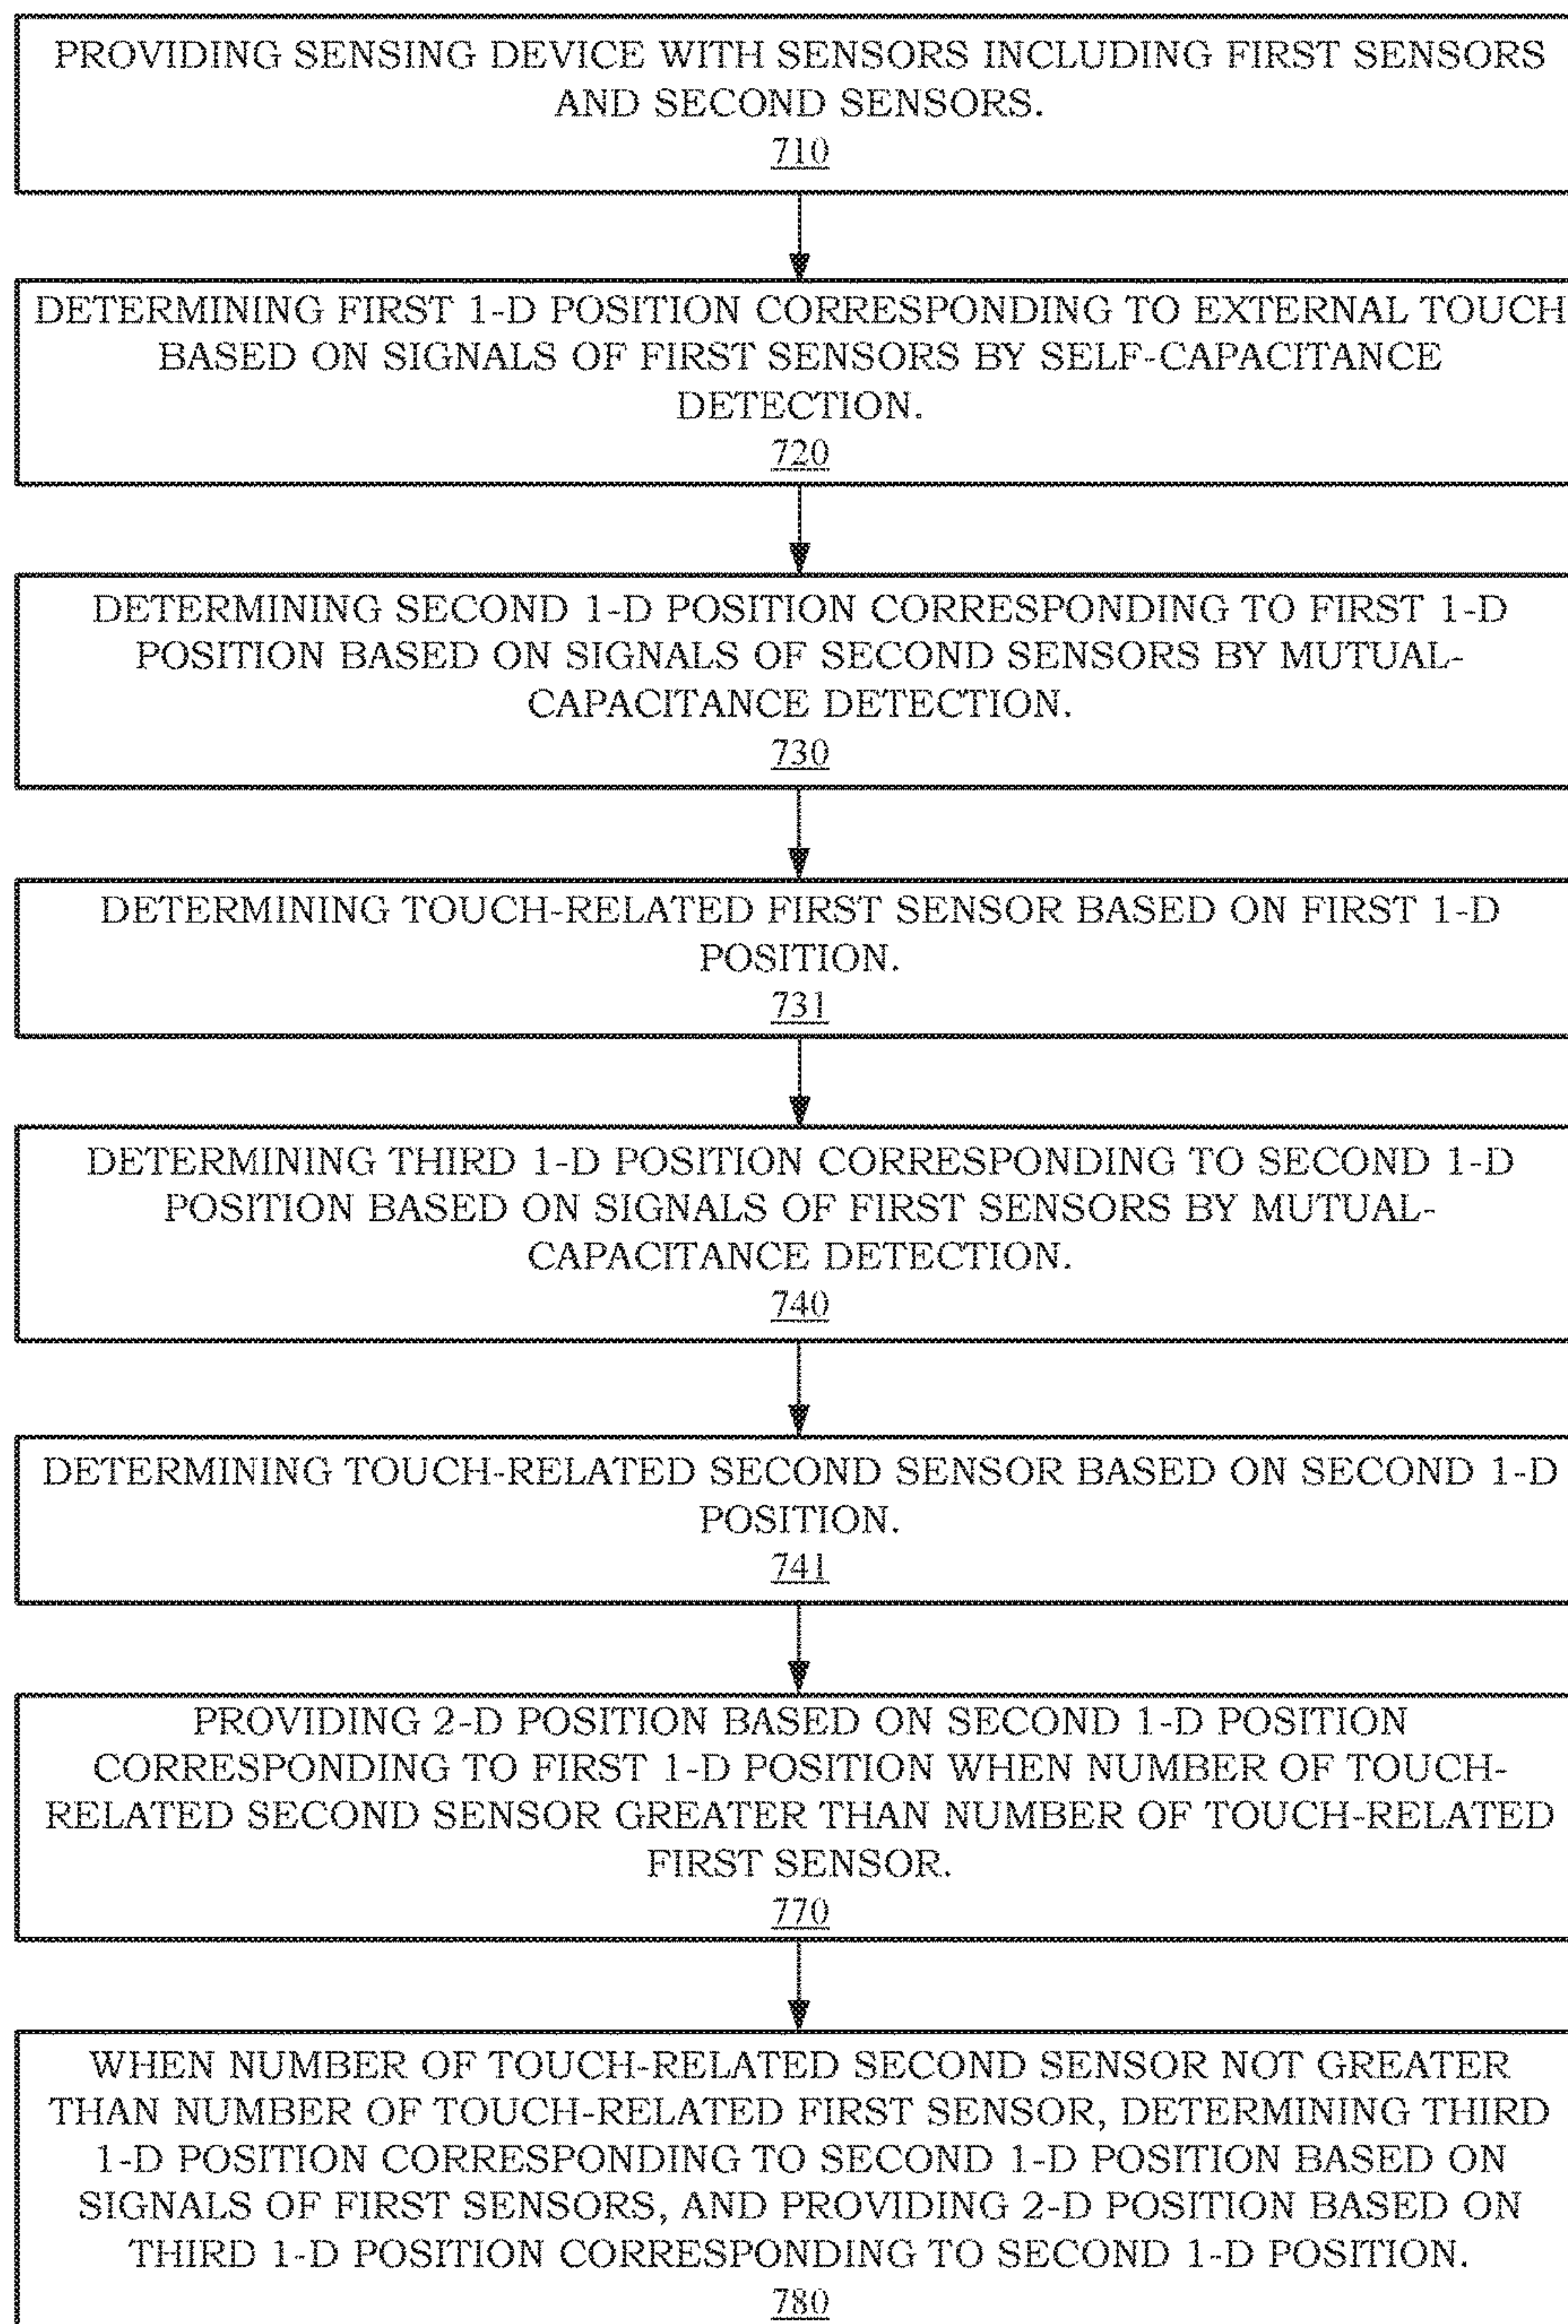 PROVIDING SENSING DEVICE WITH SENSORS INCLUDING FIRST SENSORS
AND SECOND SENSORS.
710
DETERMINING FIRST 1-D POSITION CORRESPONDING TO EXTERNAL TOUCH
BASED ON SIGNALS OF FIRST SENSORS BY SELF-CAPACITANCE
DETECTION.
720
DETERMINING SECOND 1-D POSITION CORRESPONDING TO FIRST 1-D
POSITION BASED ON SIGNALS OF SECOND SENSORS BY MUTUAL-
CAPACITANCE DETECTION.
730
DETERMINING TOUCH-RELATED FIRST SENSOR BASED ON FIRST 1-D
POSITION.
731
DETERMINING THIRD 1-D POSITION CORRESPONDING TO SECOND 1-D
POSITION BASED ON SIGNALS OF FIRST SENSORS BY MUTUAL-
CAPACITANCE DETECTION.
740
DETERMINING TOUCH-RELATED SECOND SENSOR BASED ON SECOND 1-D
POSITION.
741
PROVIDING 2-D POSITION BASED ON SECOND 1-D POSITION
CORRESPONDING TO FIRST 1-D POSITION WHEN NUMBER OF TOUCH-
RELATED SECOND SENSOR GREATER THAN NUMBER OF TOUCH-RELATED
FIRST SENSOR.
770
WHEN NUMBER OF TOUCH-RELATED SECOND SENSOR NOT GREATER
THAN NUMBER OF TOUCH-RELATED FIRST SENSOR, DETERMINING THIRD
1-D POSITION CORRESPONDING TO SECOND 1-D POSITION BASED ON
SIGNALS OF FIRST SENSORS, AND PROVIDING 2-D POSITION BASED ON
THIRD 1-D POSITION CORRESPONDING TO SECOND 1-D POSITION.
780